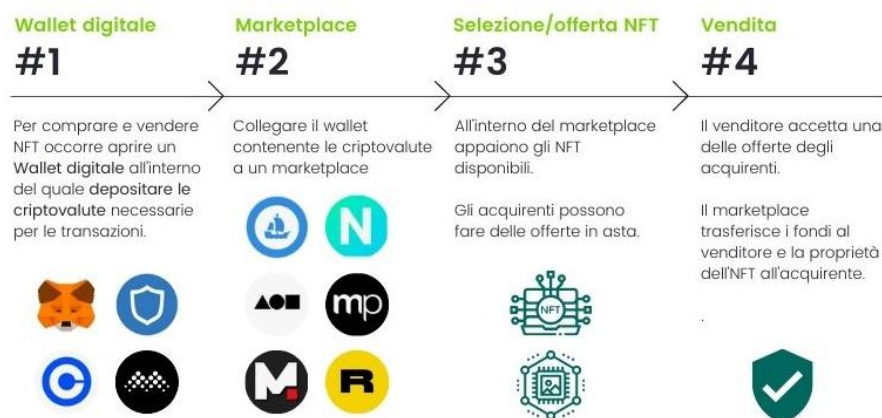 Wallet digitale
#1
Per comprare e vendere
NFT occorre aprire un
Wallet digitale all'interno
del quale depositare le
criptovalute necessarie
per le transazioni.
Marketplace
#2
Collegare il wallet
contenente le criptovalute
a un marketplace
N
mp
M.
R
Selezione/offerta NFT
#3
All'interno del marketplace
appaiono gli NFT
disponibili.
Gli acquirenti possono
fare delle offerte in asta.
NFT
Vendita
#4
Il venditore accetta una
delle offerte degli
acquirenti.
Il marketplace
trasferisce i fondi al
venditore e la proprietà
dell'NFT all'acquirente.
.